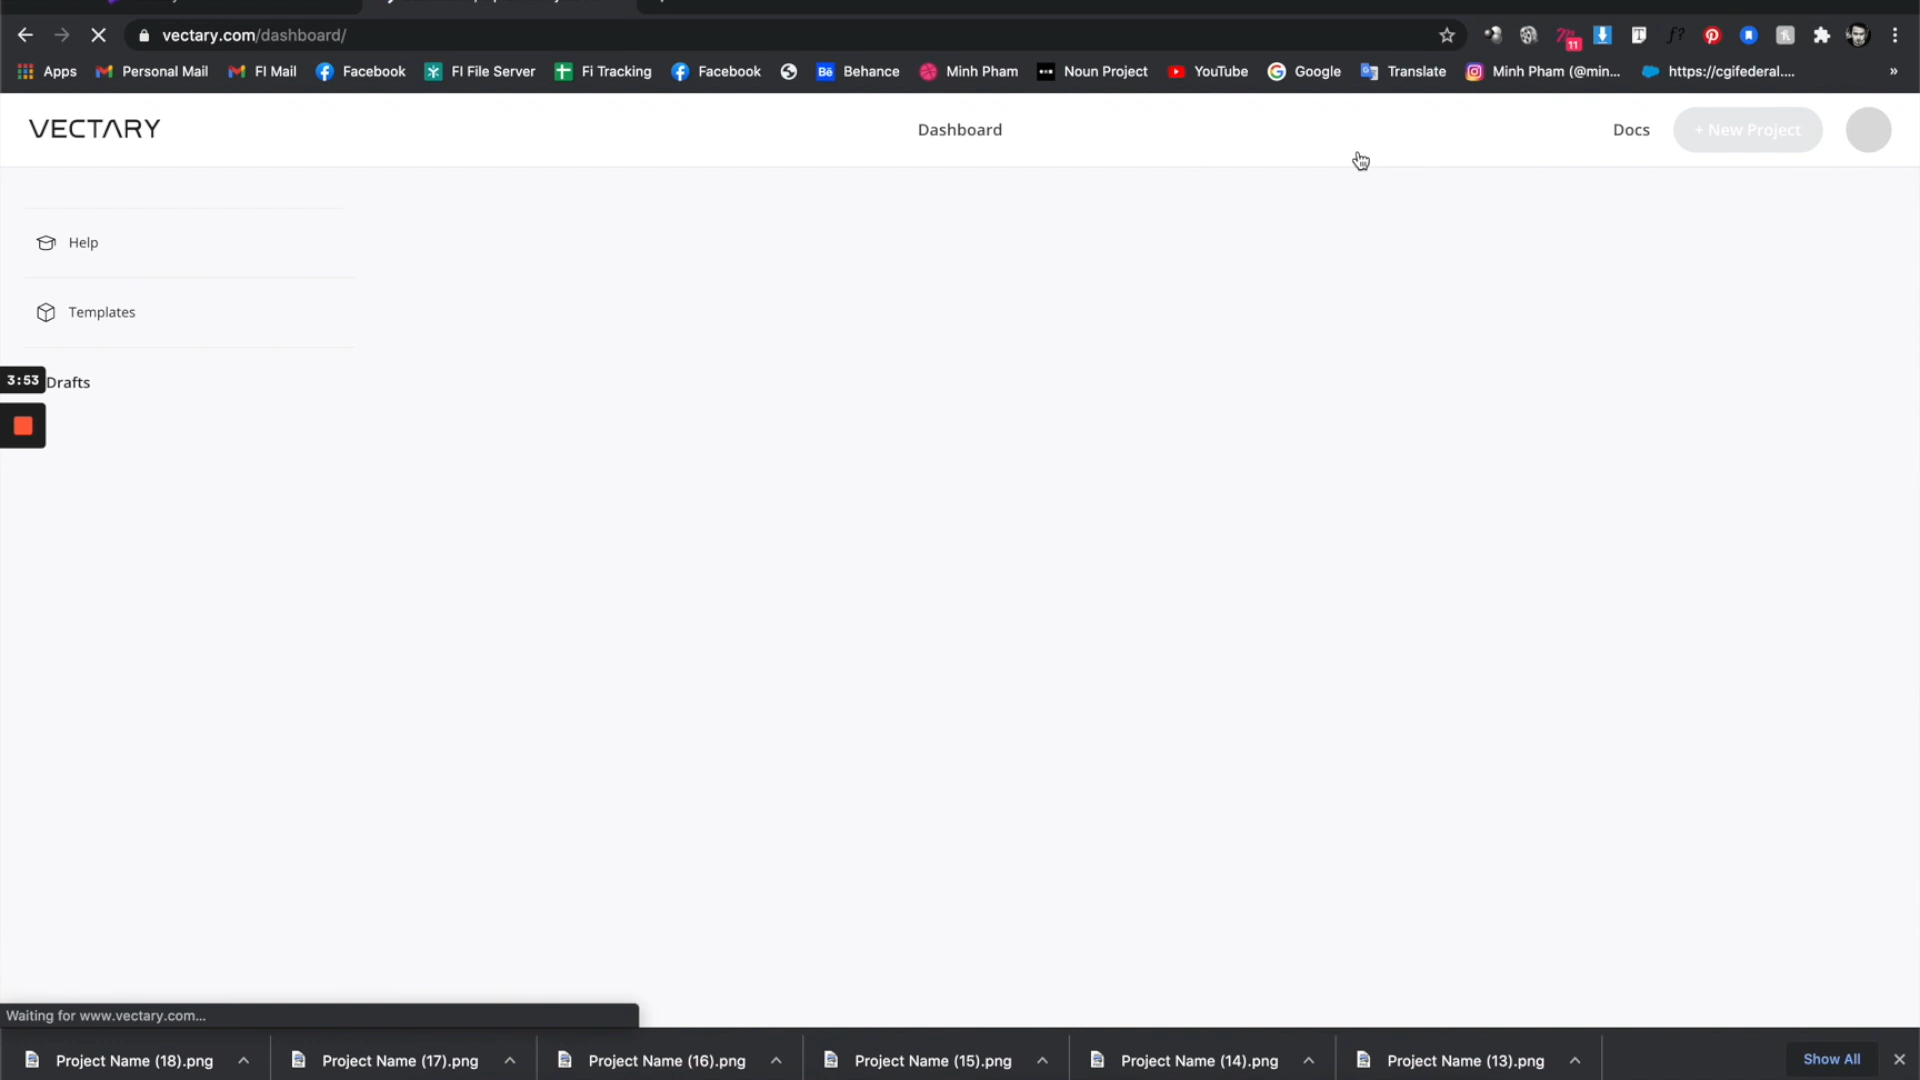 vectary.com/dashboard/
11
Apps Personal Mail FI Mail Facebook FI File Server Fi Tracking Facebook Behance Minh Pham Noun Project YouTube Google Translate Minh Pham (@min... https://cgifederal.... »
VECTARY Dashboard Docs + New Project
Help
Templates
3:53 Drafts
Waiting for www.vectary.com...
Project Name (18).png Project Name (17).png Project Name (16).png Project Name (15).png Project Name (14).png Project Name (13).png Show All